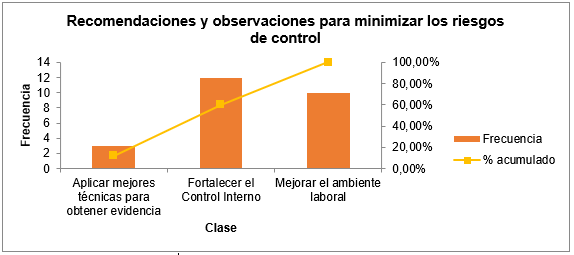 Recomendaciones y observaciones para minimizar los riesgos
de control
Frecuencia
14
12
10
8
6
4
2
0
100,00%
80,00%
60,00%
40,00%
20,00%
0,00%
Aplicar mejores
técnicas para
obtener evidencia
Fortalecer el
Control Interno
Mejorar el ambiente
laboral
Clase
Frecuencia
% acumulado